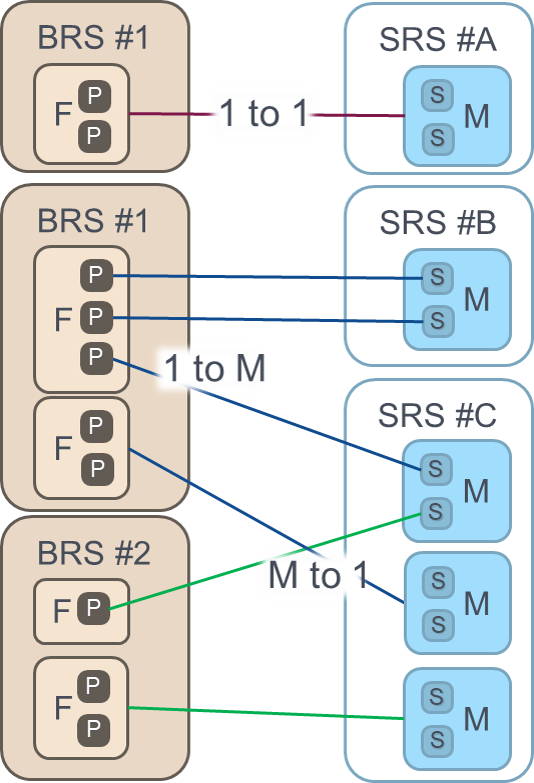 BRS #1
F P P
1 to 1
SRS #A
S S M
BRS #1
F P P P
F P P
SRS #B
S S M
1 to M
SRS #C
S S M
S S M
S S M
M to 1
BRS #2
F P
F P P